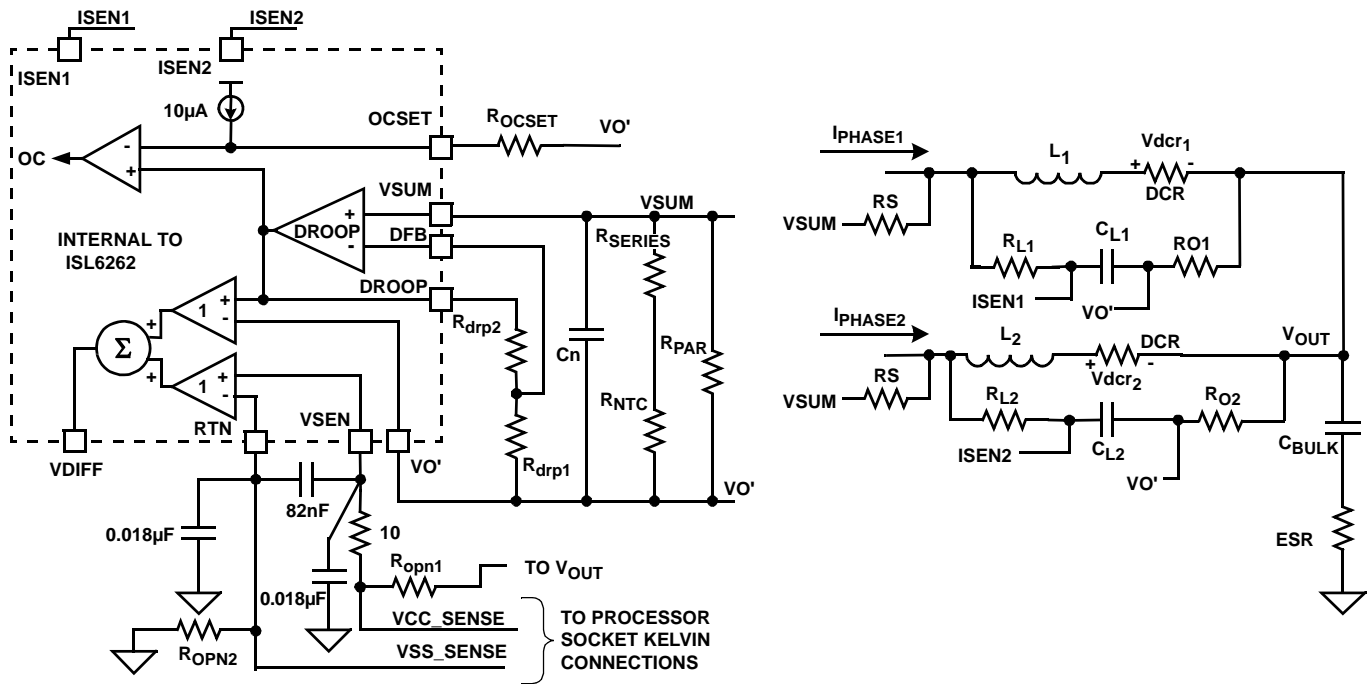 ISEN1
ISEN2
ISEN1
ISEN2
10µA
OCSET
ROCSET
VO'
OC
-
+
INTERNAL TO
ISL6262
DROOP
+
-
VSUM
DFB
DROOP
VSUM
RSERIES
Rdrp2
Cn
RPAR
RNTC
Rdrp1
VO'
Σ
+
+
1
+
-
1
+
-
RTN
VSEN
VDIFF
VO'
82nF
0.018µF
10
0.018µF
Ropn1
TO VOUT
ROPN2
VCC_SENSE
VSS_SENSE
TO PROCESSOR
SOCKET KELVIN
CONNECTIONS
IPHASE1
L1
Vdcr1
+
-
DCR
VSUM
RS
RL1
CL1
RO1
ISEN1
VO'
IPHASE2
L2
DCR
+
-
Vdcr2
VOUT
VSUM
RS
RL2
CL2
RO2
ISEN2
VO'
CBULK
ESR